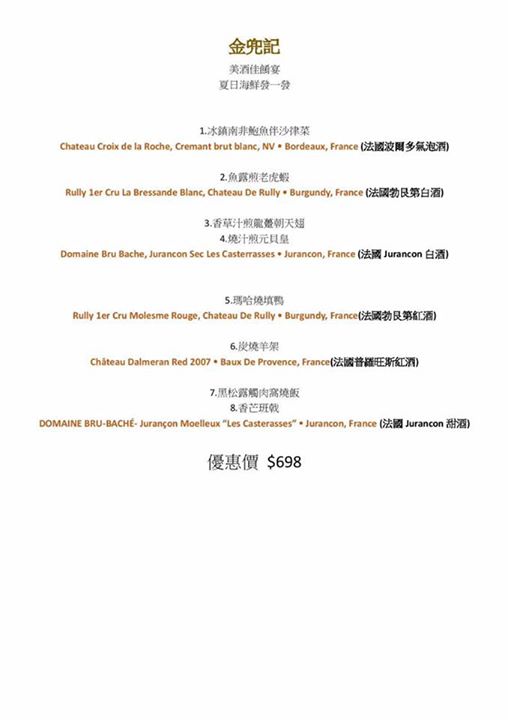 金兜記
美酒佳餚宴
夏日海鮮發一發
1.冰鎮南非鮑魚伴沙律菜
Chateau Croix de la Roche, Cremant brut blanc, NV • Bordeaux, France (法國波爾多氣泡酒)
2.魚露煎老虎蝦
Rully 1er Cru La Bressande Blanc, Chateau De Rully • Burgundy, France (法國勃艮第白酒)
3.香草汁煎龍躉朝天翅
4.燒汁煎元貝皇
Domaine Bru Bache, Jurancon Sec Les Casterrasses • Jurancon, France (法國 Jurancon 白酒)
5.瑪哈燒填鴨
Rully 1er Cru Molesme Rouge, Chateau De Rully • Burgundy, France(法國勃艮第紅酒)
6.炭燒羊架
Château Dalmeran Red 2007 • Baux De Provence, France(法國普羅旺斯紅酒)
7.黑松露觸肉窩燒飯
8.香芒班戟
DOMAINE BRU-BACHÉ- Jurançon Moelleux “Les Casterasses” • Jurancon, France (法國 Jurancon 甜酒)
優惠價 $698